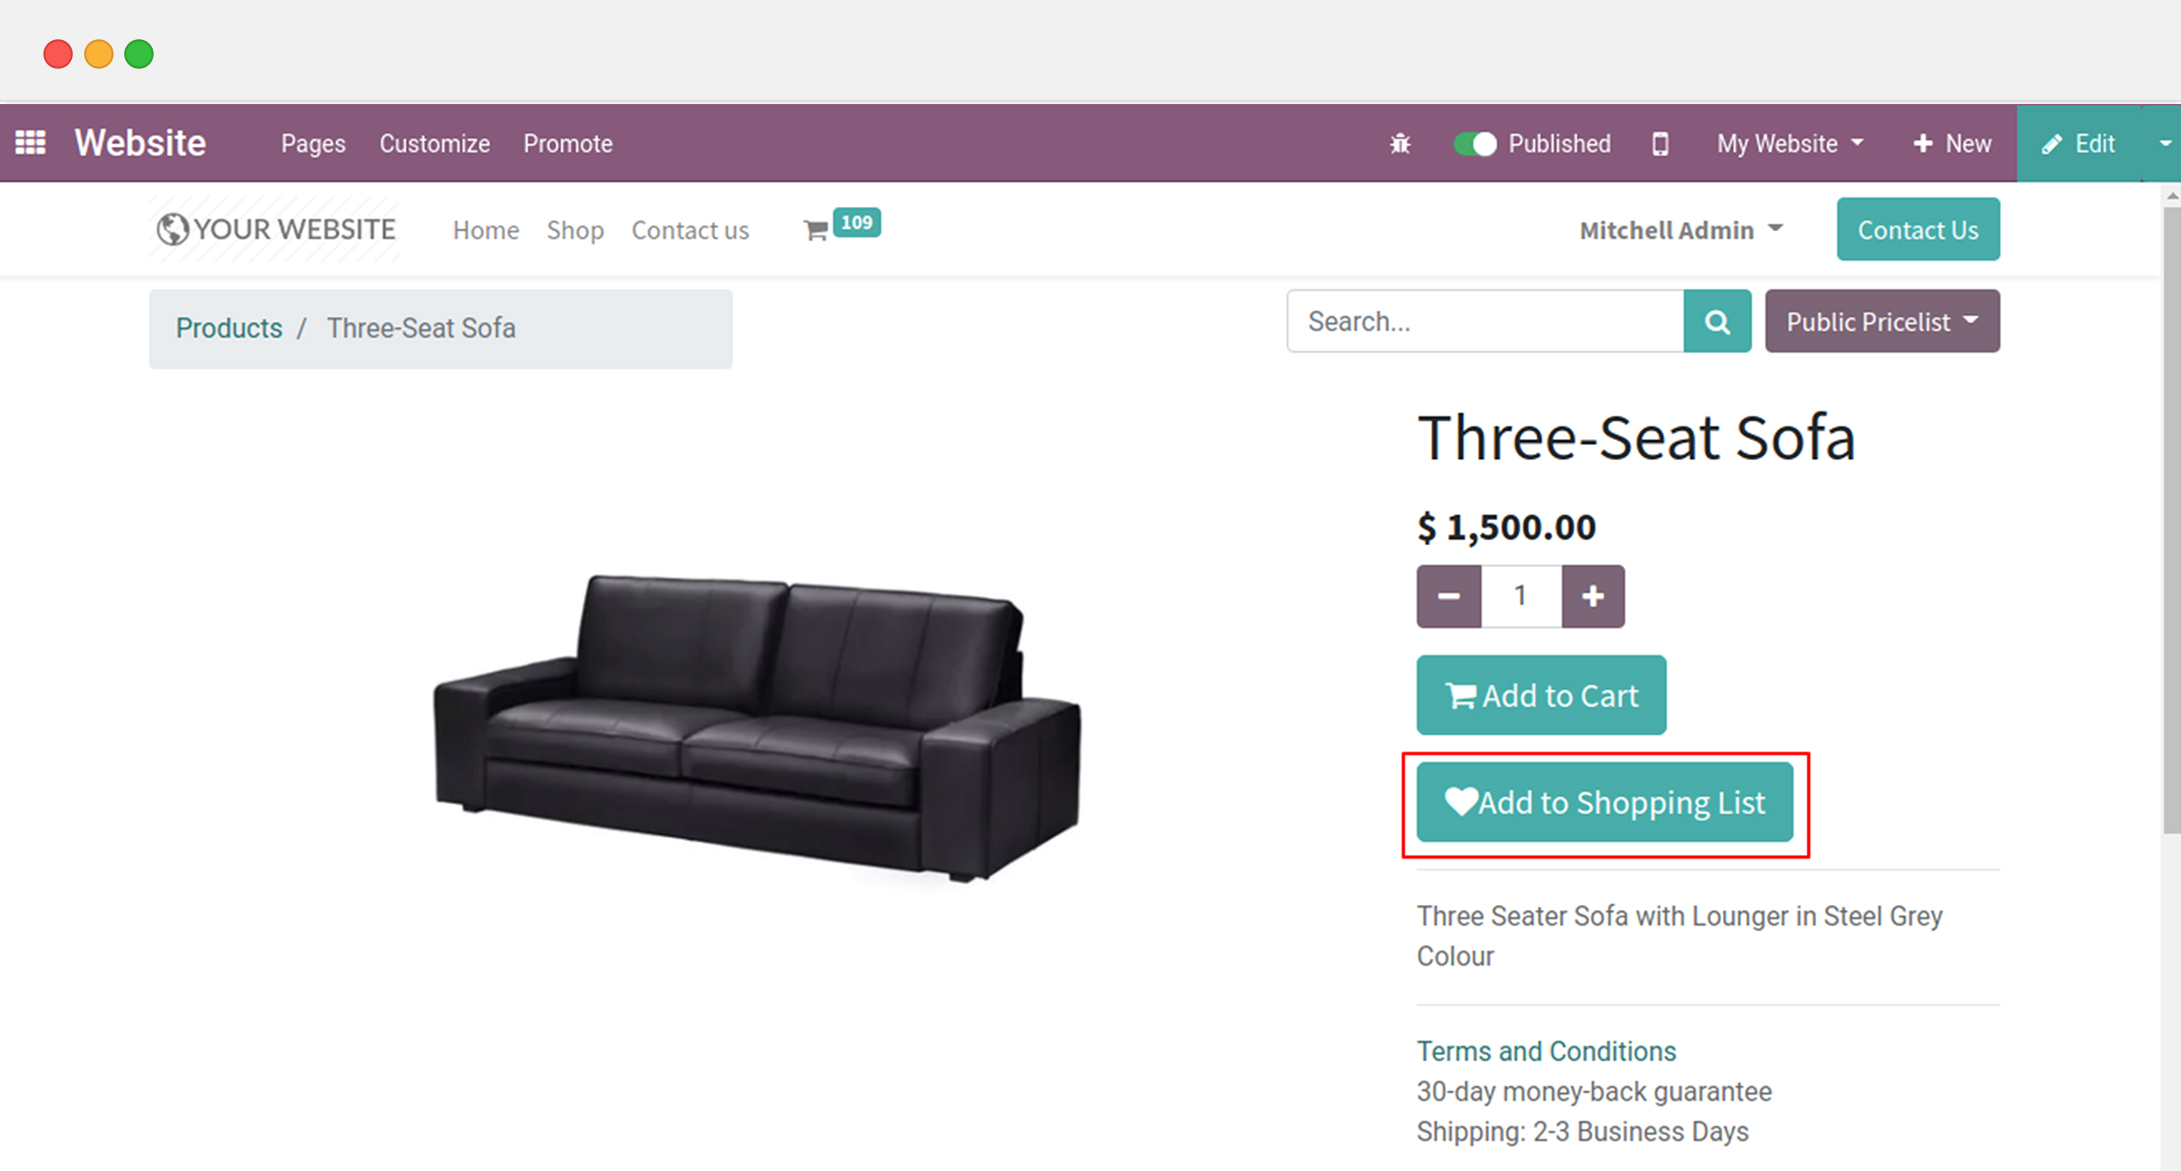 Website Pages Customize Promote Published My Website New Edit
YOUR WEBSITE Home Shop Contact us 109 Mitchell Admin Contact Us
Products / Three-Seat Sofa Search... Public Pricelist
Three-Seat Sofa
$ 1,500.00
1
Add to Cart
Add to Shopping List
Three Seater Sofa with Lounger in Steel Grey
Colour
Terms and Conditions
30-day money-back guarantee
Shipping: 2-3 Business Days